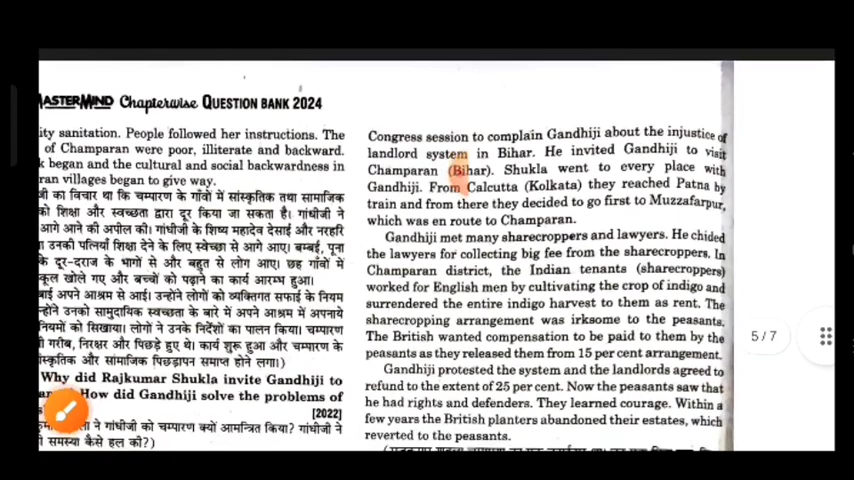 MASTERMIND Chapterwise QUESTION BANK 2024
ity sanitation. People followed her instructions. The
of Champaran were poor, illiterate and backward.
k began and the cultural and social backwardness in
ran villages began to give way.
जी का विचार था कि चम्पारण के गाँवों में सांस्कृतिक तथा सामाजिक
को शिक्षा और स्वच्छता द्वारा दूर किया जा सकता है। गांधीजी ने
आगे आने की अपील की। गांधीजी के शिष्य महादेव देसाई और नरहरि
उनकी पत्नियाँ शिक्षा देने के लिए स्वेच्छा से आगे आए। बम्बई, पूना
के दूर-दराज के भागों से और बहुत से लोग आए। छह गाँवों में
कूल खोले गए और बच्चों को पढ़ाने का कार्य आरम्भ हुआ।
बाई अपने आश्रम से आई। उन्होंने लोगों को व्यक्तिगत सफाई के नियम
न्होंने उनको सामुदायिक स्वच्छता के बारे में अपने आश्रम में अपनाये
नियमों को सिखाया। लोगों ने उनके निर्देशों का पालन किया। चम्पारण
गरीब, निरक्षर और पिछड़े हुए थे। कार्य शुरू हुआ और चम्पारण के
स्कृतिक और सामाजिक पिछड़ापन समाप्त होने लगा।)
Why did Rajkumar Shukla invite Gandhiji to
How did Gandhiji solve the problems of
[2022]
ने गांधीजी को चम्पारण क्यों आमन्त्रित किया? गांधीजी ने
समस्या कैसे हल की?)
Congress session to complain Gandhiji about the injustice of
landlord system in Bihar. He invited Gandhiji to visit
Champaran (Bihar). Shukla went to every place with
Gandhiji. From Calcutta (Kolkata) they reached Patna by
train and from there they decided to go first to Muzzafarpur,
which was en route to Champaran.
Gandhiji met many sharecroppers and lawyers. He chided
the lawyers for collecting big fee from the sharecroppers. In
Champaran district, the Indian tenants (sharecroppers)
worked for English men by cultivating the crop of indigo and
surrendered the entire indigo harvest to them as rent. The
sharecropping arrangement was irksome to the peasants.
The British wanted compensation to be paid to them by the
peasants as they released them from 15 per cent arrangement.
Gandhiji protested the system and the landlords agreed to
refund to the extent of 25 per cent. Now the peasants saw that
he had rights and defenders. They learned courage. Within a
few years the British planters abandoned their estates, which
reverted to the peasants.
5/7